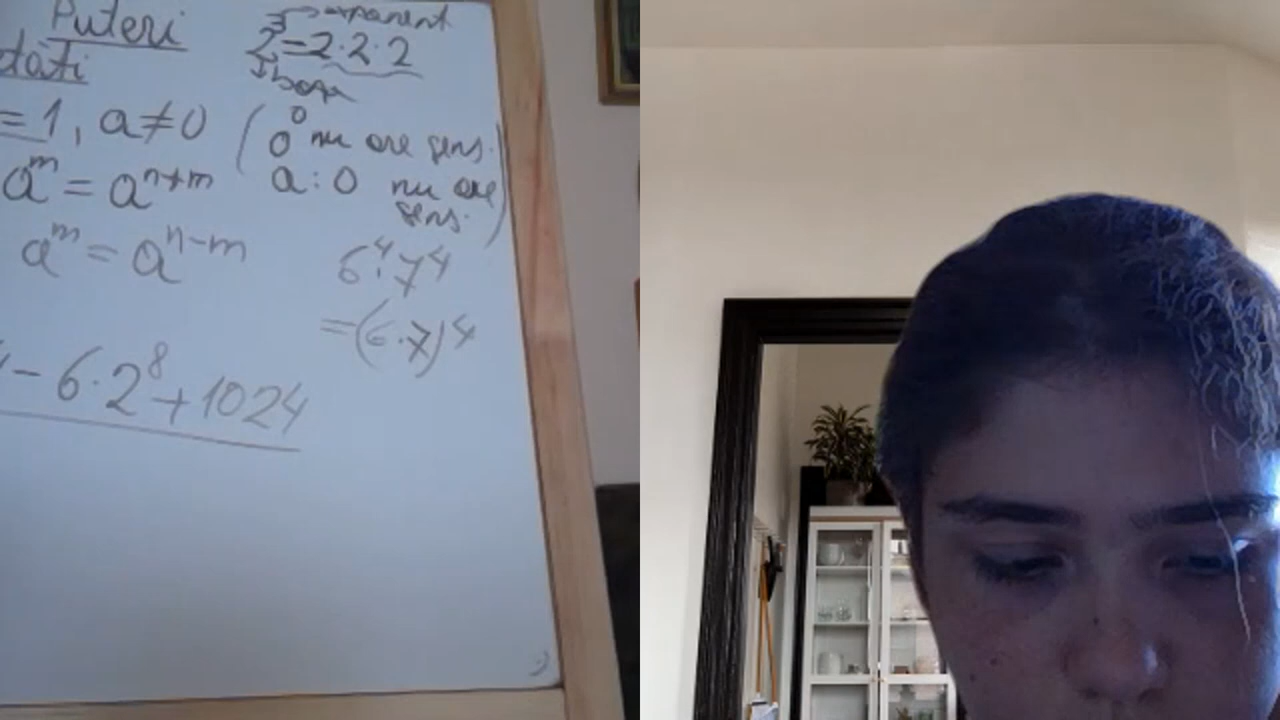 Puteri
2³ = 2·2·2 → exponent
↓ baza
= 1, a ≠ 0
(0⁰ nu are sens.
a : 0 nu are sens.)
aᵐ = aⁿ⁺ᵐ
aᵐ = aⁿ⁻ᵐ
6⁴·7⁴
= (6·7)⁴
- 6·2⁸ + 1024